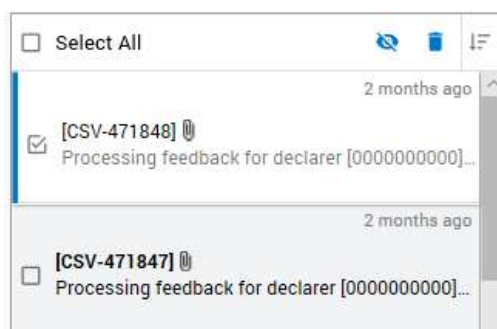 Select All
2 months ago
[CSV-471848]
Processing feedback for declarer [0000000000]...
2 months ago
[CSV-471847]
Processing feedback for declarer [0000000000]...